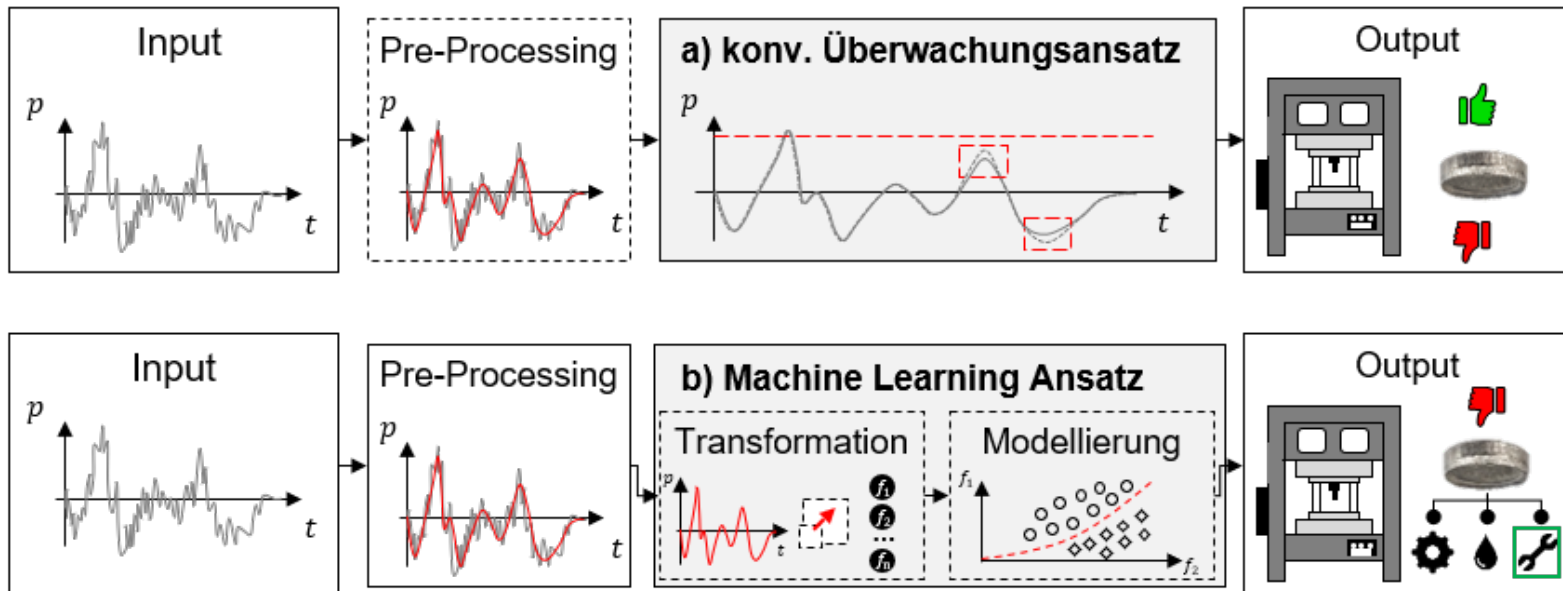 Input
p
t
Pre-Processing
p
t
a) konv. Überwachungsansatz
p
t
Output
Input
p
t
Pre-Processing
p
t
b) Machine Learning Ansatz
Transformation
p
t
f1
f2
...
fn
Modellierung
f1
f2
Output